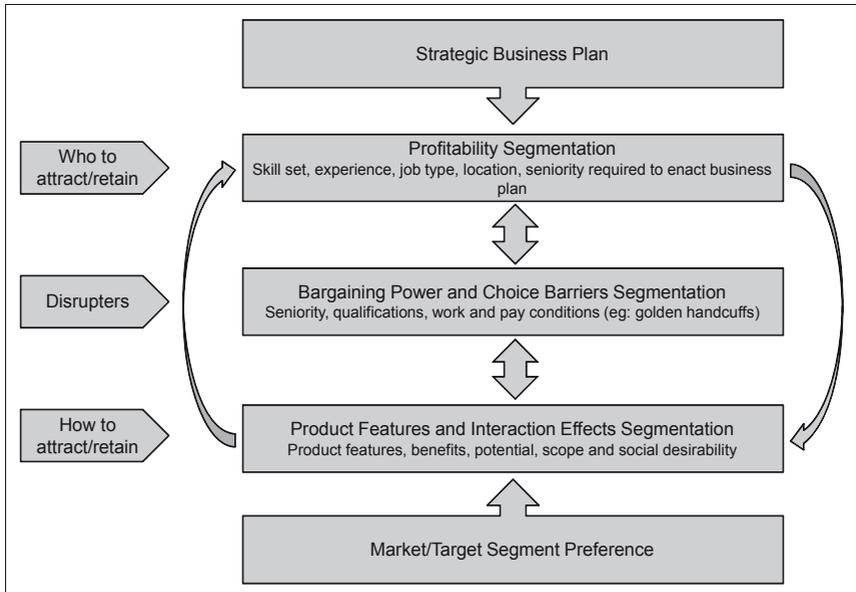 Strategic Business Plan
Who to
attract/retain
Profitability Segmentation
Skill set, experience, job type, location, seniority required to enact business
plan
Disrupters
Bargaining Power and Choice Barriers Segmentation
Seniority, qualifications, work and pay conditions (eg: golden handcuffs)
How to
attract/retain
Product Features and Interaction Effects Segmentation
Product features, benefits, potential, scope and social desirability
Market/Target Segment Preference